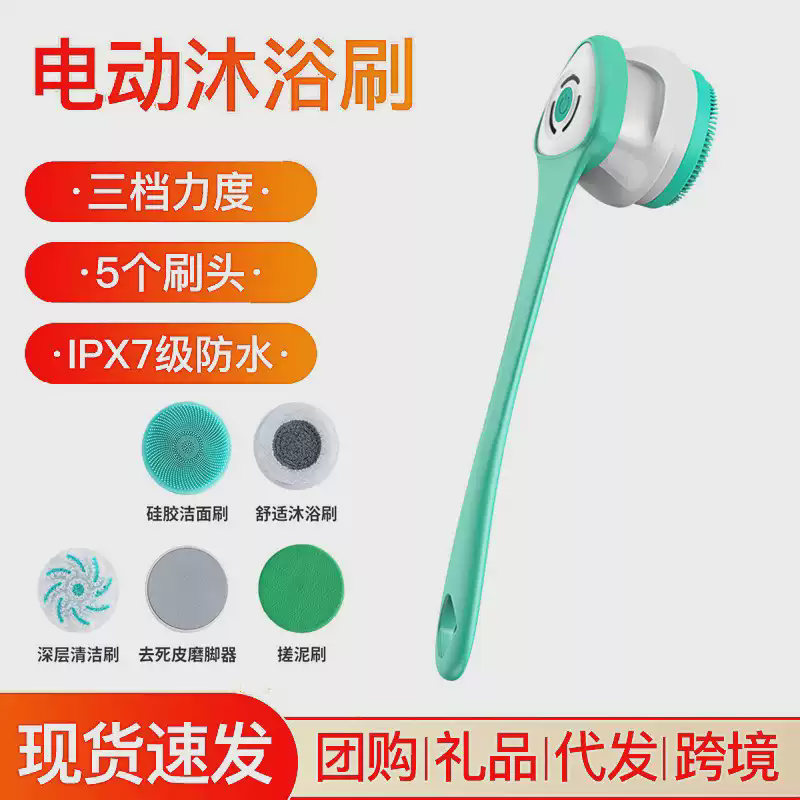 电动沐浴刷
·三档力度·
·5个刷头·
·IPX7级防水·
硅胶洁面刷 舒适沐浴刷
深层清洁刷 去死皮磨脚器 搓泥刷
现货速发 团购|礼品|代发|跨境